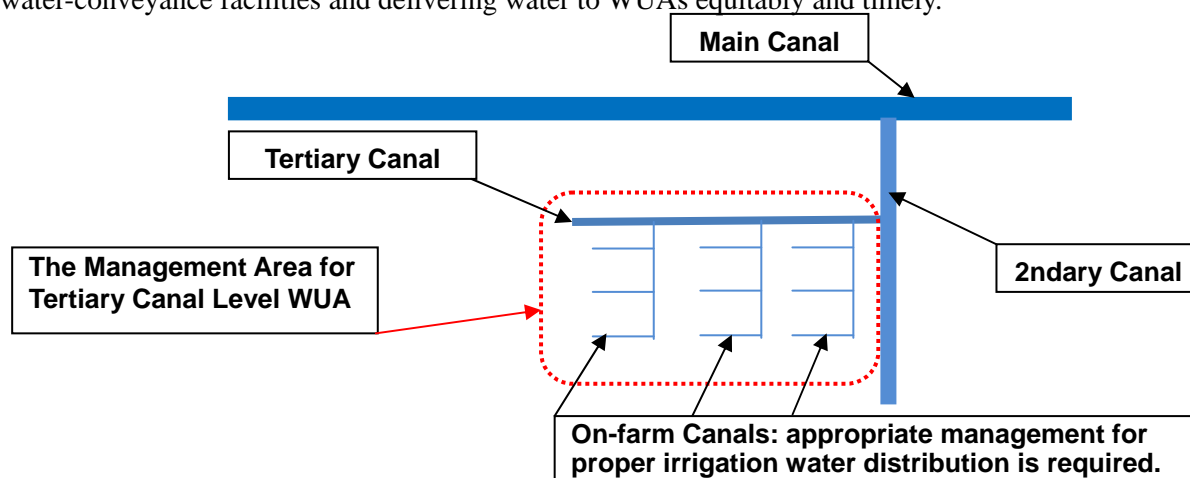 water-conveyance facilities and delivering water to WUAs equitably and timely.
Main Canal
Tertiary Canal
The Management Area for
Tertiary Canal Level WUA
2ndary Canal
On-farm Canals: appropriate management for
proper irrigation water distribution is required.